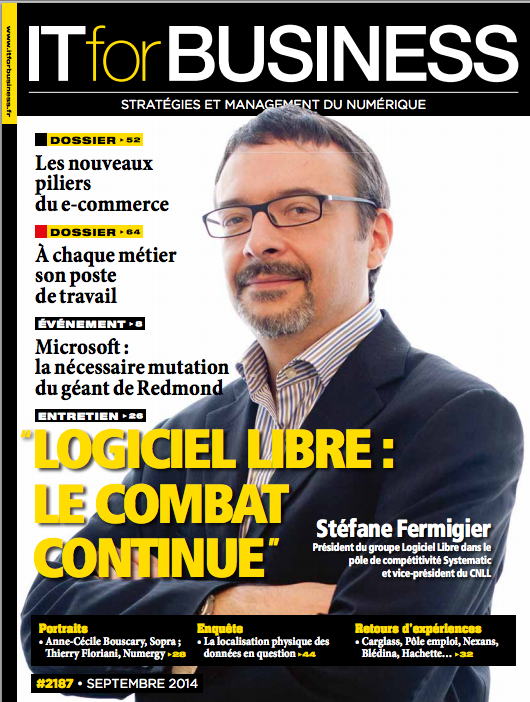 www.itforbusiness.fr
IT for BUSINESS
STRATÉGIES ET MANAGEMENT DU NUMÉRIQUE
DOSSIER ▸ 52
Les nouveaux
piliers
du e-commerce
DOSSIER ▸ 64
À chaque métier
son poste
de travail
ÉVÉNEMENT ▸ 8
Microsoft :
la nécessaire mutation
du géant de Redmond
ENTRETIEN ▸ 26
"LOGICIEL LIBRE :
LE COMBAT
CONTINUE"
Stéfane Fermigier
Président du groupe Logiciel Libre dans le
pôle de compétitivité Systematic
et vice-président du CNLL
Portraits
• Anne-Cécile Bouscary, Sopra ;
Thierry Floriani, Numergy ▸ 28
Enquête
• La localisation physique des
données en question ▸ 44
Retours d'expériences
• Carglass, Pôle emploi, Nexans,
Blédina, Hachette... ▸ 32
#2187 • SEPTEMBRE 2014